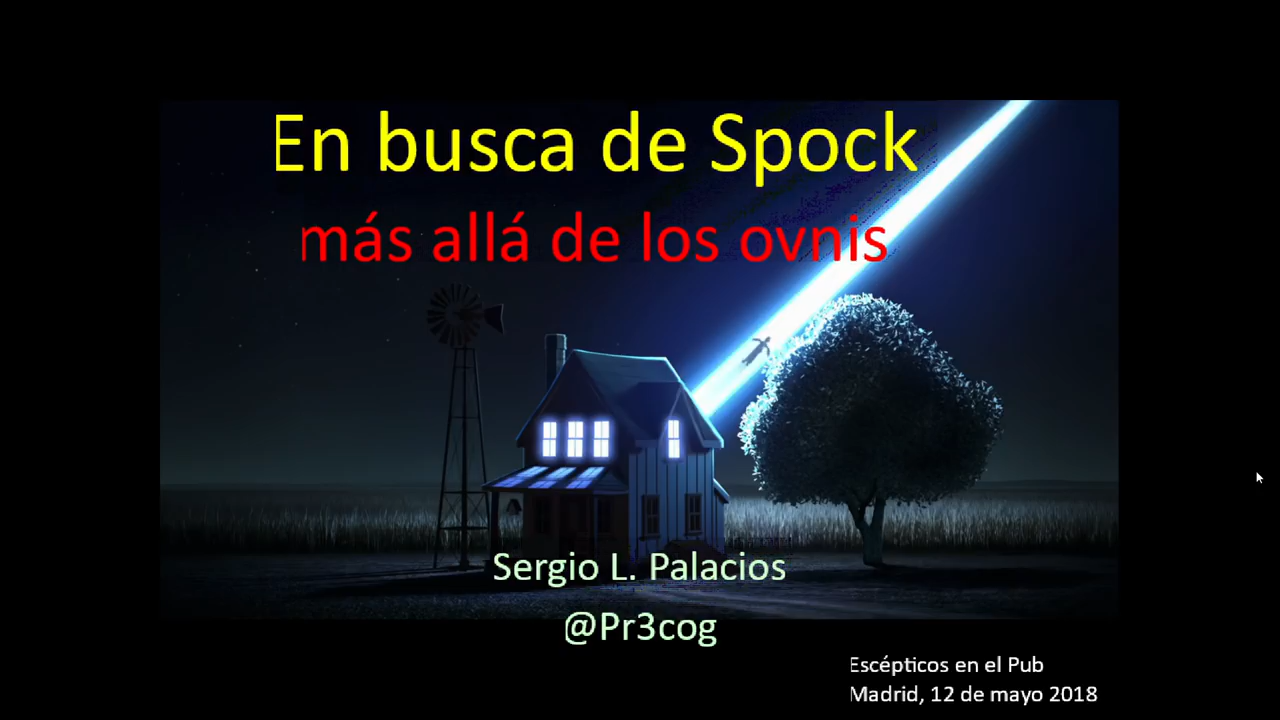 En busca de Spock
más allá de los ovnis
Sergio L. Palacios
@Pr3cog
Escépticos en el Pub
Madrid, 12 de mayo 2018